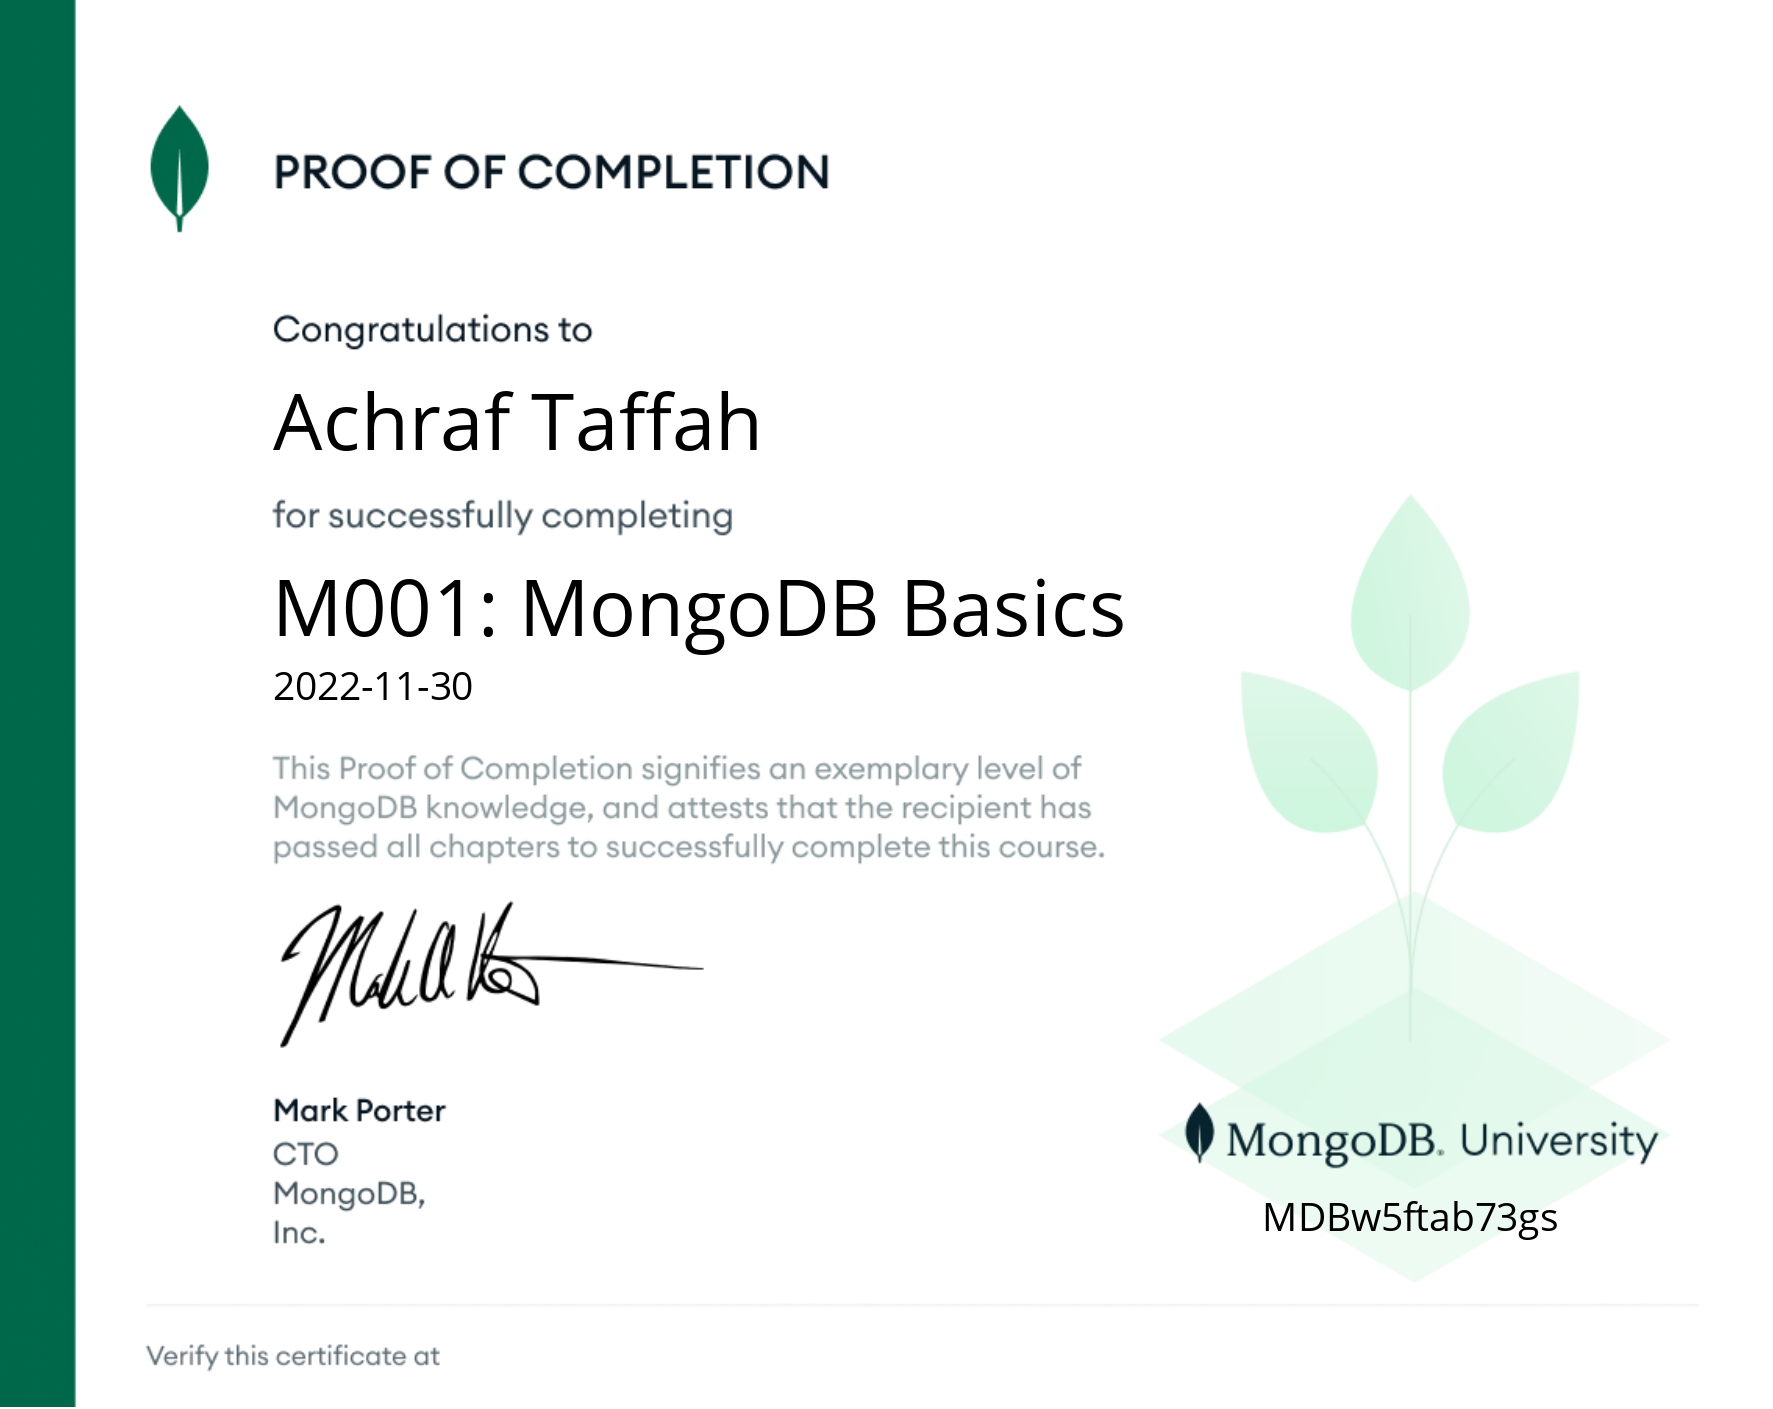 PROOF OF COMPLETION
Congratulations to
Achraf Taffah
for successfully completing
M001: MongoDB Basics
2022-11-30
This Proof of Completion signifies an exemplary level of
MongoDB knowledge, and attests that the recipient has
passed all chapters to successfully complete this course.
Mark Porter
CTO
MongoDB,
Inc.
MongoDB. University
MDBw5ftab73gs
Verify this certificate at